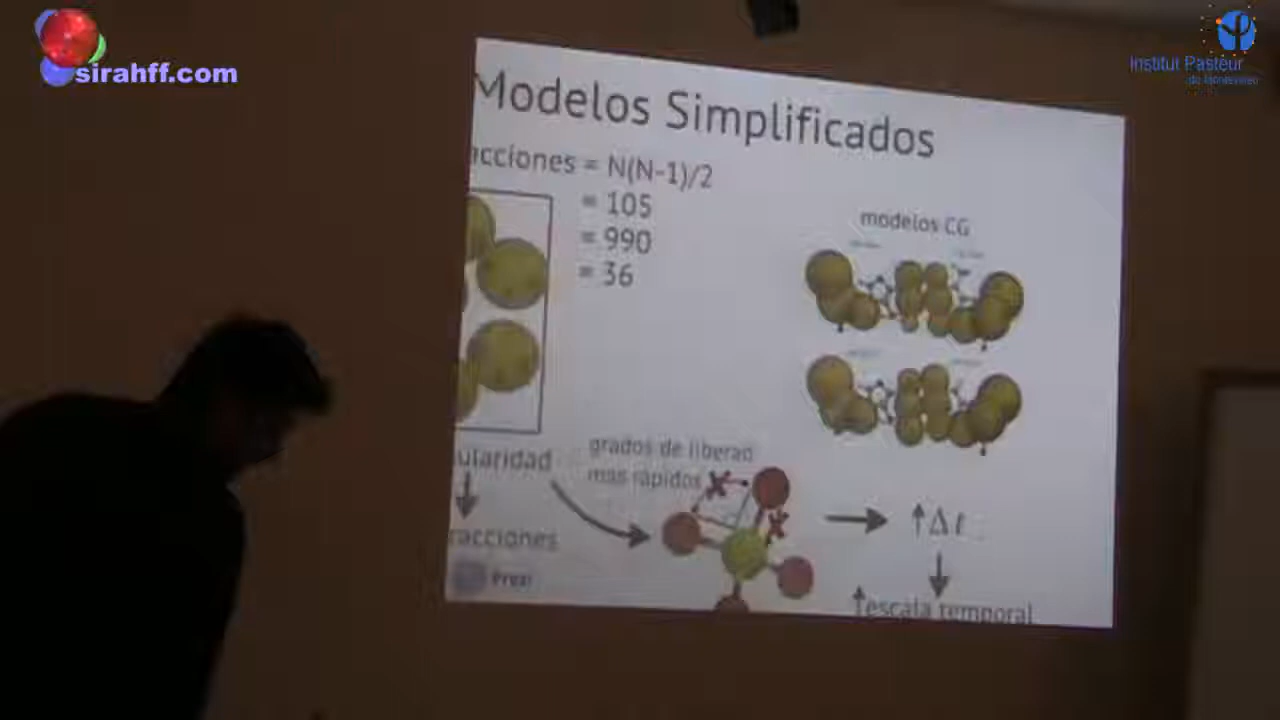 sirahff.com
Institut Pasteur
de Montevideo
Modelos Simplificados
acciones = N(N-1)/2
= 105
= 990
= 36
modelos CG
grados de liberad
mas rápidos
ularidad
racciones
↑Δt
↑escala temporal
Prezi